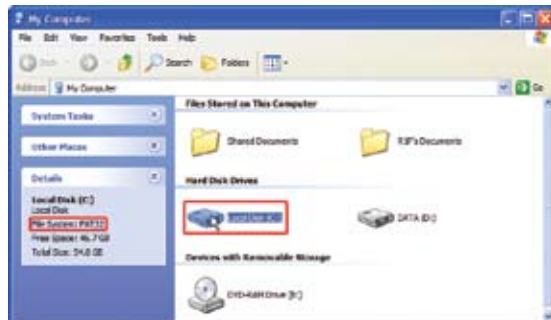 My Computer
File Edit View Favorites Tools Help
Back Search Folders
Address My Computer Go
System Tasks
Other Places
Details
Local Disk (C:)
Local Disk
File System: FAT32
Free Space: 46.7 GB
Total Size: 54.8 GB
Files Stored on This Computer
Shared Documents
Documents
Hard Disk Drives
Local Disk (C:)
DATA (D:)
Devices with Removable Storage
DVD-RAM Drive (E:)